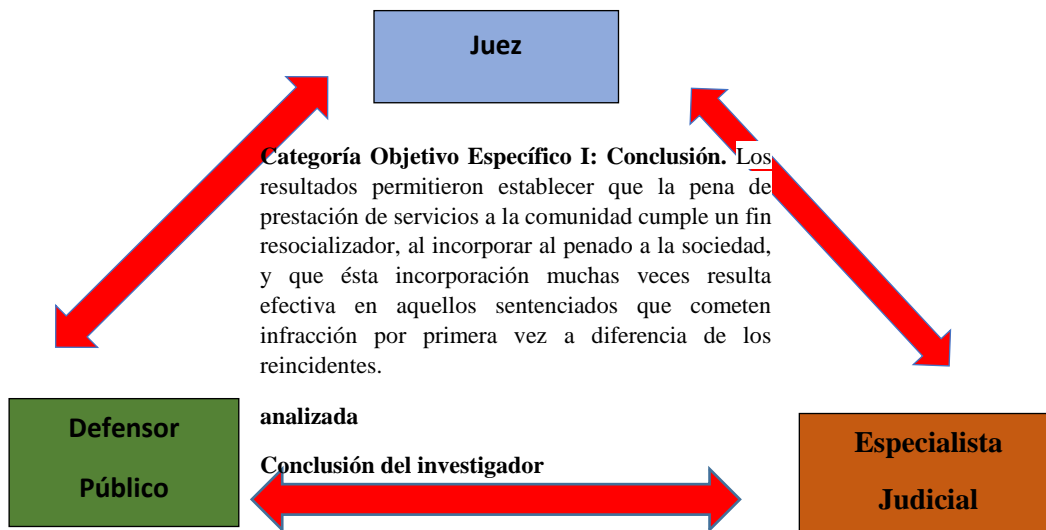 Juez
Categoría Objetivo Específico I: Conclusión. Los
resultados permitieron establecer que la pena de
prestación de servicios a la comunidad cumple un fin
resocializador, al incorporar al penado a la sociedad,
y que ésta incorporación muchas veces resulta
efectiva en aquellos sentenciados que cometen
infracción por primera vez a diferencia de los
reincidentes.
analizada
Conclusión del investigador
Defensor
Público
Especialista
Judicial